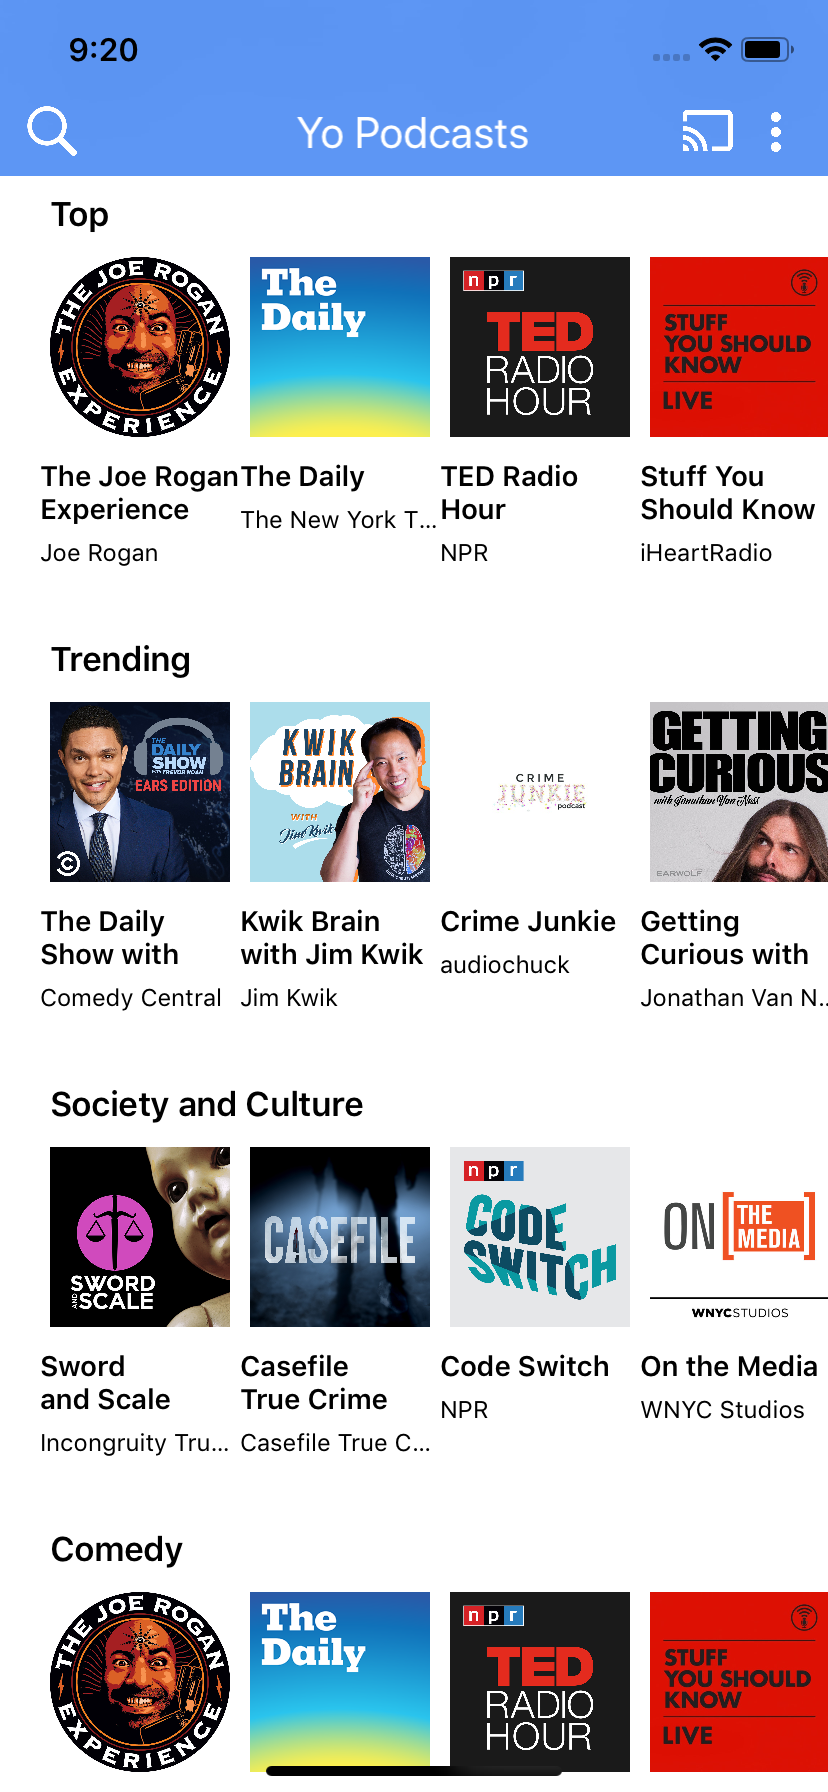 9:20
Yo Podcasts
Top
THE JOE ROGAN
EXPERIENCE
The
Daily
npr
TED
RADIO
HOUR
STUFF
YOU SHOULD
KNOW
LIVE
The Joe Rogan
Experience
Joe Rogan
The Daily
The New York T...
TED Radio
Hour
NPR
Stuff You
Should Know
iHeartRadio
Trending
THE
DAILY
SHOW
WITH TREVOR NOAH
EARS EDITION
KWIK
BRAIN
WITH
Jim Kwik
CRIME
JUNKIE
podcast
GETTING
CURIOUS
with Jonathan Van Ness
EARWOLF
The Daily
Show with
Comedy Central
Kwik Brain
with Jim Kwik
Jim Kwik
Crime Junkie
audiochuck
Getting
Curious with
Jonathan Van N..
Society and Culture
SWORD
AND SCALE
CASEFILE
npr
CODE
SWITCH
ON [THE
MEDIA]
WNYCSTUDIOS
Sword
and Scale
Incongruity Tru...
Casefile
True Crime
Casefile True C...
Code Switch
NPR
On the Media
WNYC Studios
Comedy
THE JOE ROGAN
EXPERIENCE
The
Daily
npr
TED
RADIO
HOUR
STUFF
YOU SHOULD
KNOW
LIVE